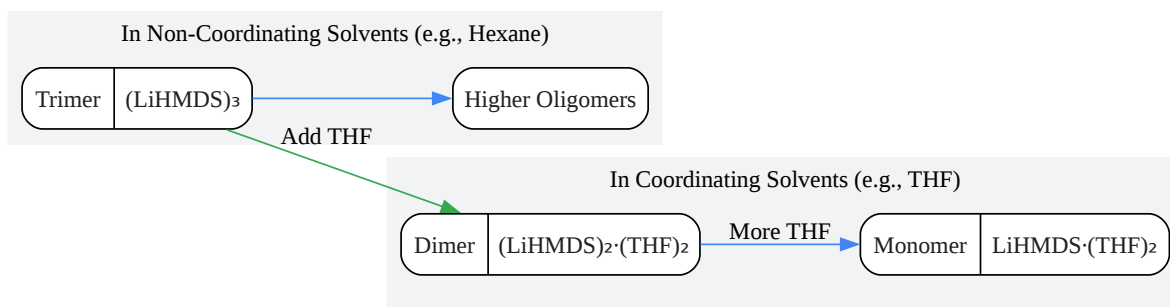 In Non-Coordinating Solvents (e.g., Hexane)
Trimer (LiHMDS)₃ Higher Oligomers
Add THF
In Coordinating Solvents (e.g., THF)
Dimer (LiHMDS)₂·(THF)₂ More THF Monomer LiHMDS·(THF)₂